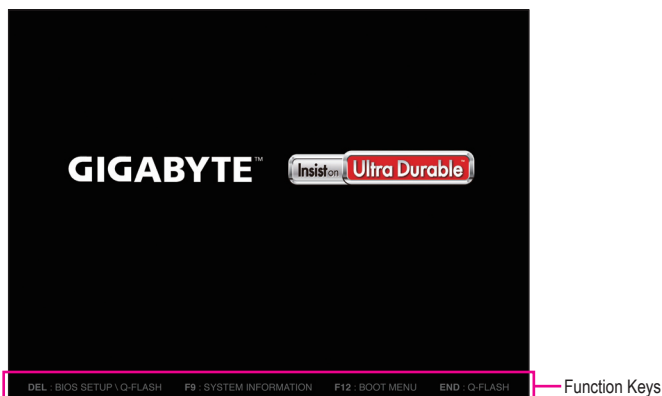 GIGABYTE™ Insist on Ultra Durable™
DEL : BIOS SETUP \ Q-FLASH F9 : SYSTEM INFORMATION F12 : BOOT MENU END : Q-FLASH
Function Keys